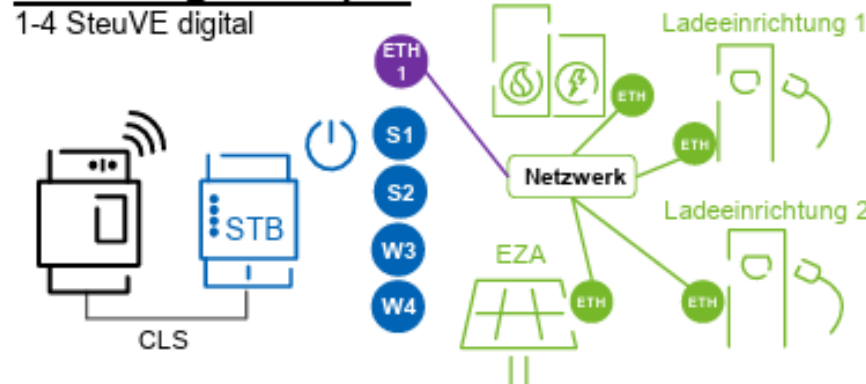 1-4 SteuVE digital
ETH
1
S1
S2
W3
W4
STB
CLS
Netzwerk
ETH
ETH
ETH
ETH
Ladeeinrichtung 1
Ladeeinrichtung 2
EZA